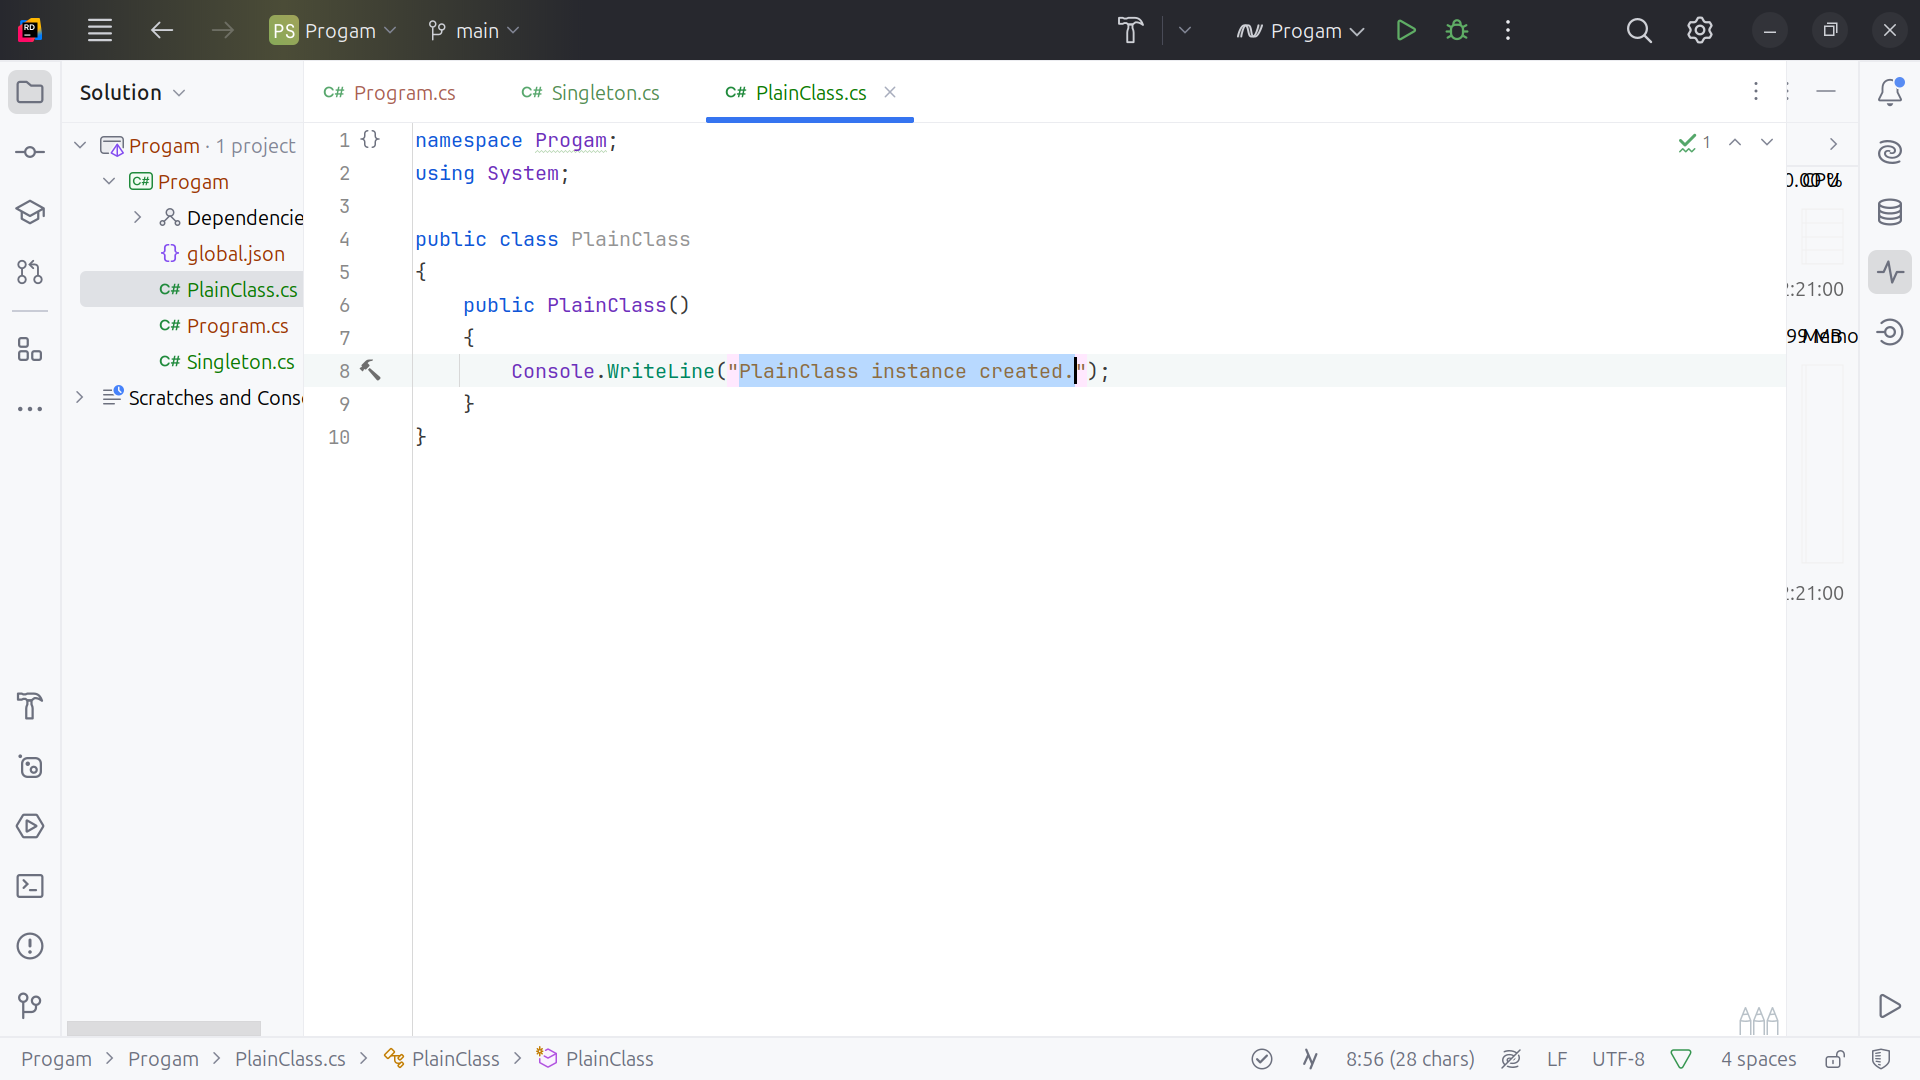 RD
PS Progam
main
Progam
Solution
C# Program.cs
C# Singleton.cs
C# PlainClass.cs
Progam · 1 project
C# Progam
Dependencie
{} global.json
C# PlainClass.cs
C# Program.cs
C# Singleton.cs
Scratches and Cons
1 {} namespace Progam;
2 using System;
3
4 public class PlainClass
5 {
6 public PlainClass()
7 {
8 Console.WriteLine("PlainClass instance created.");
9 }
10 }
1
:21:00
:21:00
Progam > Progam > PlainClass.cs > PlainClass > PlainClass
8:56 (28 chars)
LF
UTF-8
4 spaces